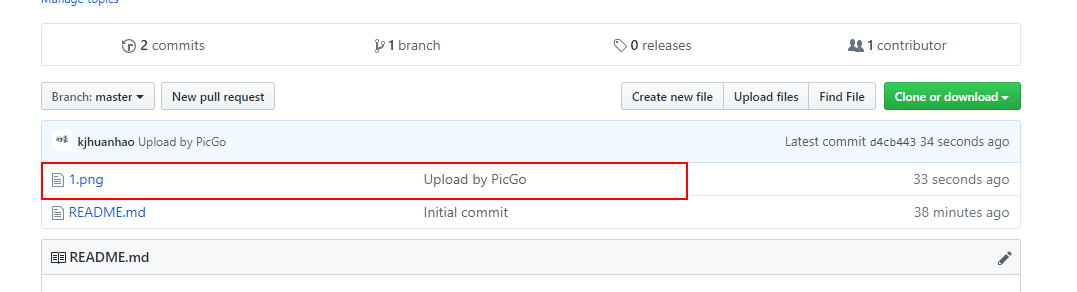 Manage topics
2 commits 1 branch 0 releases 1 contributor
Branch: master New pull request Create new file Upload files Find File Clone or download
kjhuanhao Upload by PicGo Latest commit d4cb443 34 seconds ago
1.png Upload by PicGo 33 seconds ago
README.md Initial commit 38 minutes ago
README.md